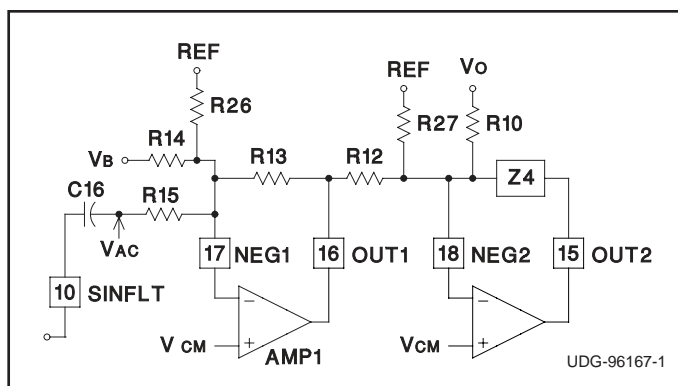 REF
R26
REF
Vo
R27
R10
R14
VB
R13
R12
Z4
C16
R15
VAC
17 NEG1
16 OUT1
18 NEG2
15 OUT2
10 SINFLT
−
+
VCM
AMP1
−
+
VCM
UDG-96167-1